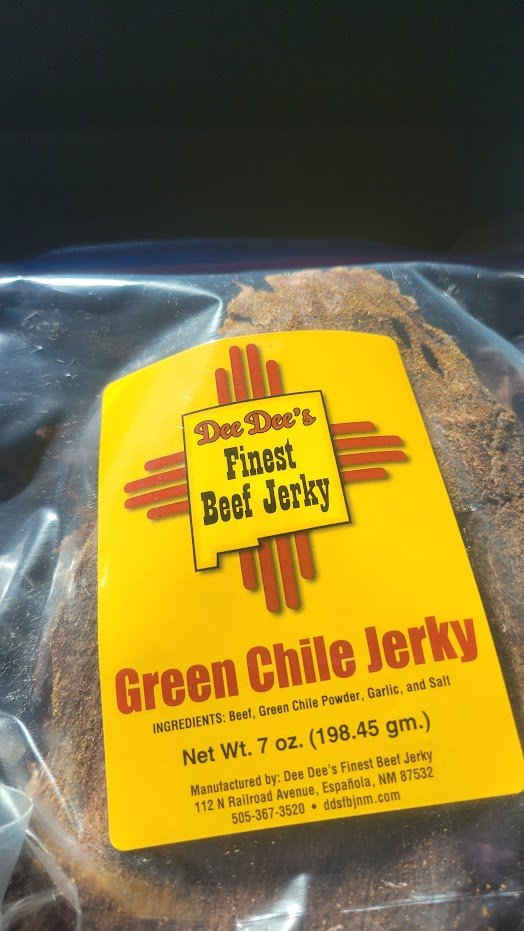 Dee Dee's
Finest
Beef Jerky
Green Chile Jerky
INGREDIENTS: Beef, Green Chile Powder, Garlic, and Salt
Net Wt. 7 oz. (198.45 gm.)
Manufactured by: Dee Dee's Finest Beef Jerky
112 N Railroad Avenue, Española, NM 87532
505-367-3520 • ddsfbjnm.com